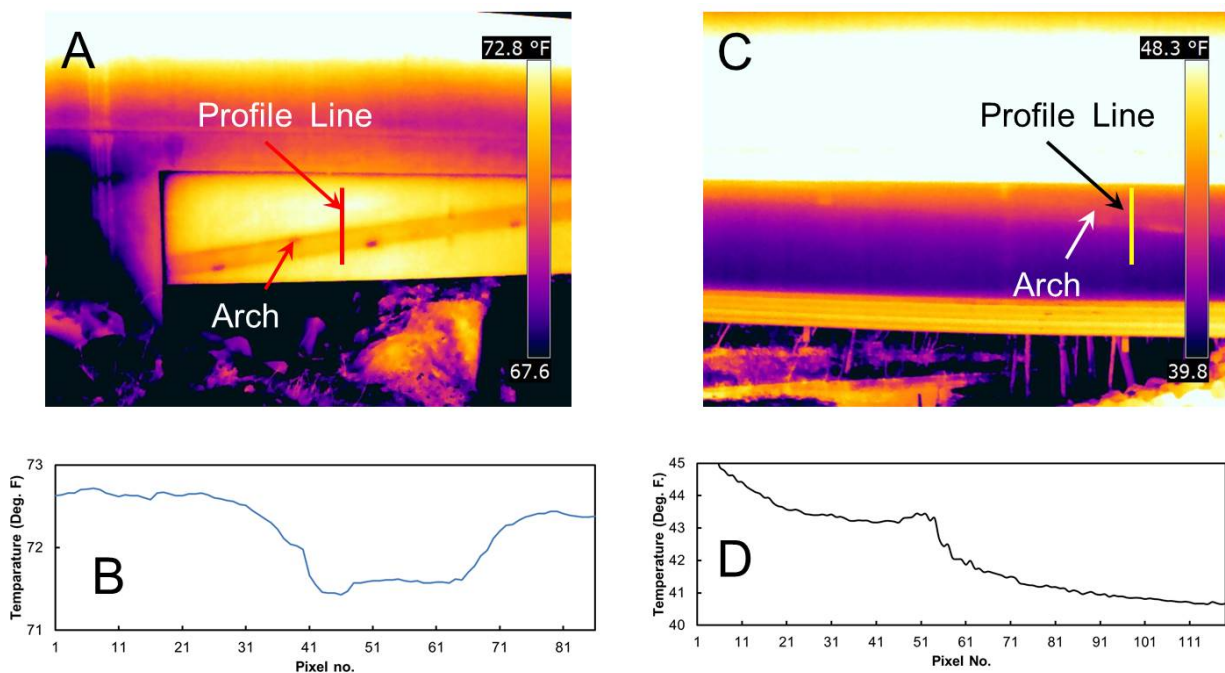 A
72.8 °F
Profile Line
Arch
67.6
C
48.3 °F
Profile Line
Arch
39.8
Temparature (Deg. F.)
73
72
71
B
1 11 21 31 41 51 61 71 81
Pixel no.
Temperature (Deg. F.)
45
44
43
42
41
40
D
1 11 21 31 41 51 61 71 81 91 101 111
Pixel No.